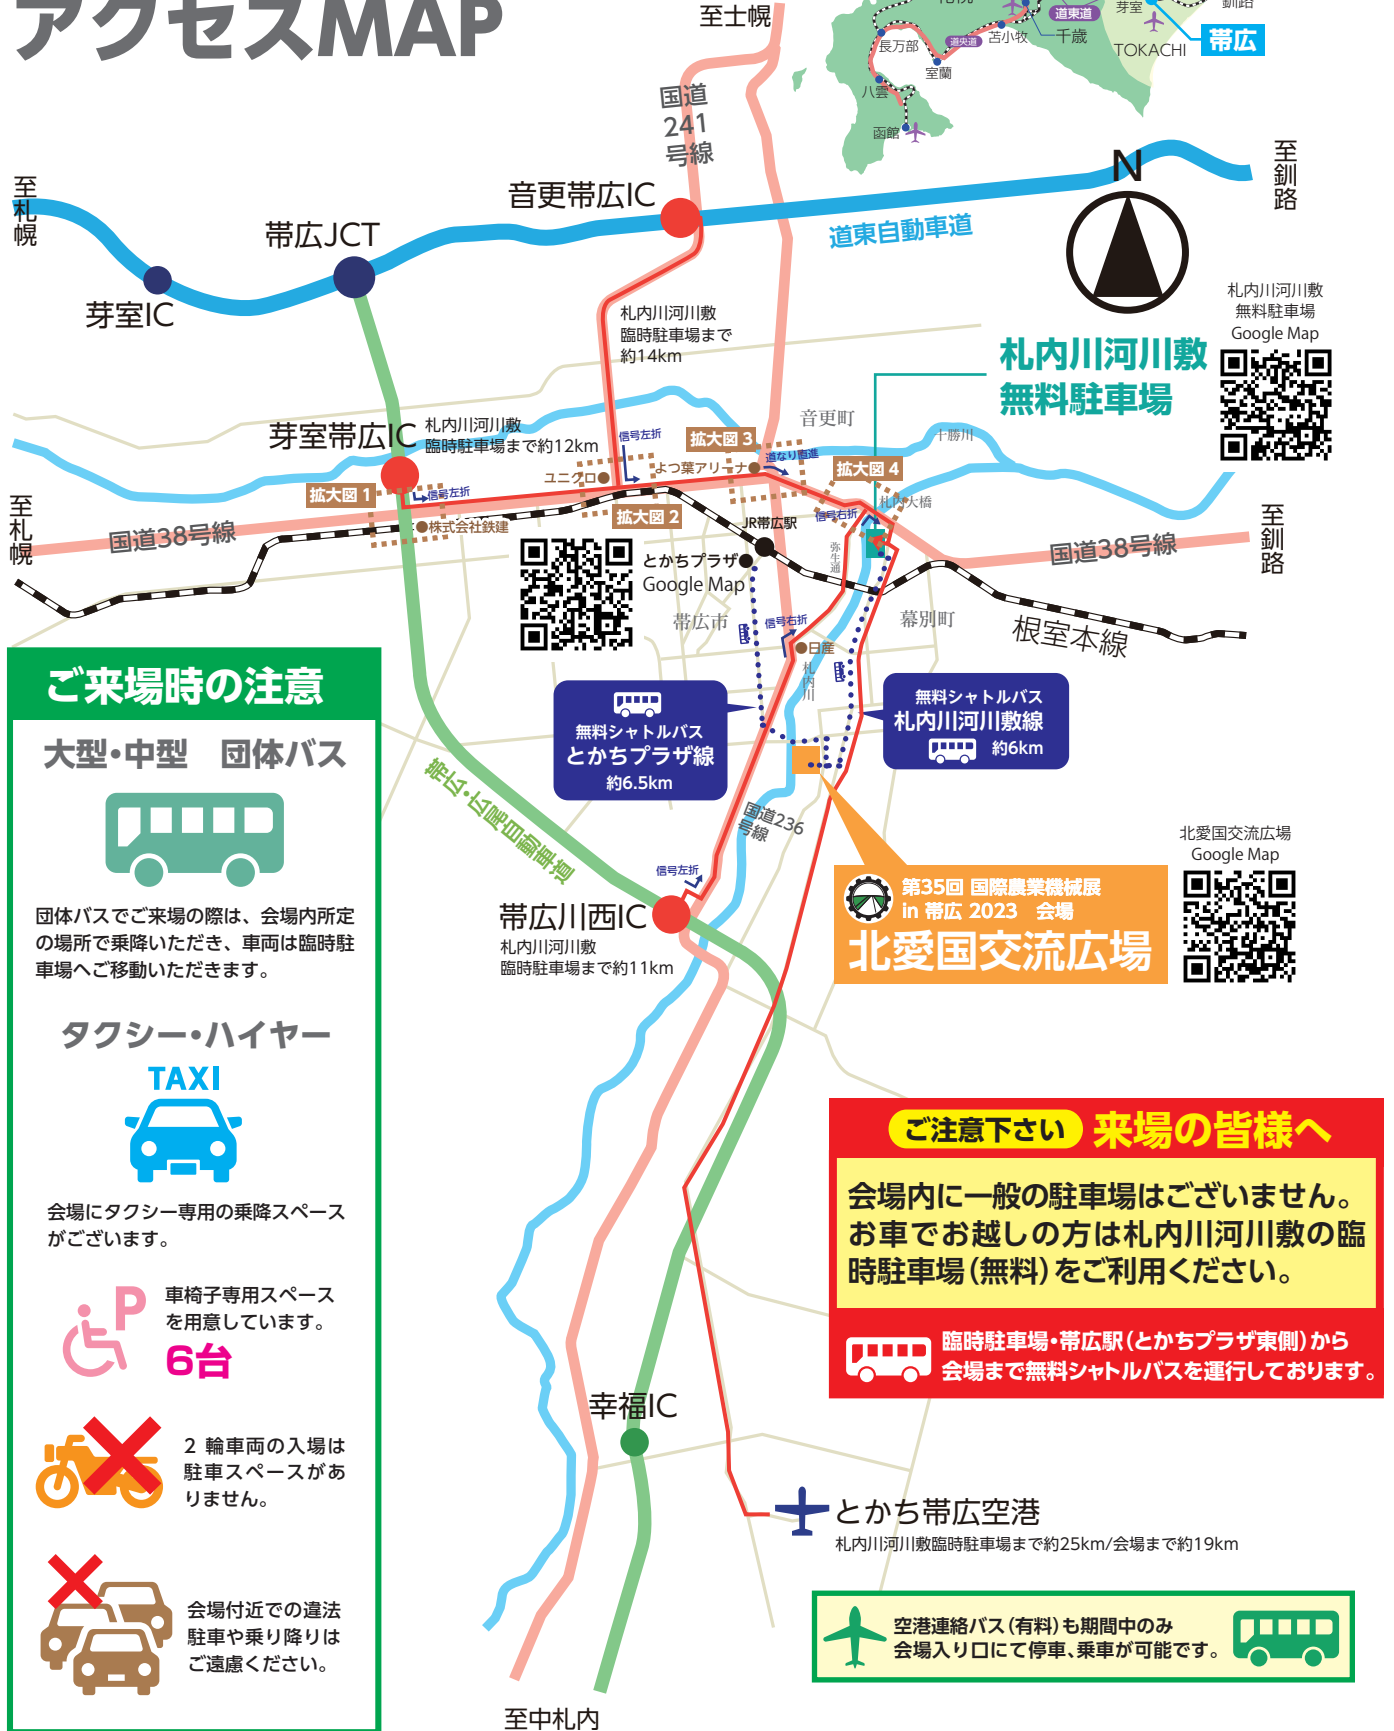 アクセスMAP
至士幌
国道
241
号線
札幌
道東道
芽室
釧路
長万部
道央道
苫小牧
千歳
TOKACHI
帯広
室蘭
八雲
函館
至札幌
至釧路
N
音更帯広IC
帯広JCT
道東自動車道
芽室IC
札内川河川敷
臨時駐車場まで
約14km
札内川河川敷
無料駐車場
Google Map
札内川河川敷
無料駐車場
音更町
十勝川
芽室帯広IC
札内川河川敷
臨時駐車場まで約12km
信号左折
拡大図 3
道なり直進
よつ葉アリーナ
拡大図 4
ユニクロ
拡大図 1
信号左折
拡大図 2
札内大橋
信号右折
至札幌
国道38号線
株式会社鉄建
JR帯広駅
とかちプラザ
Google Map
弥生通
国道38号線
至釧路
帯広市
信号右折
日産
札内川
幕別町
根室本線
無料シャトルバス
とかちプラザ線
約6.5km
無料シャトルバス
札内川河川敷線
約6km
帯広・広尾自動車道
国道236
号線
信号左折
帯広川西IC
札内川河川敷
臨時駐車場まで約11km
第35回 国際農業機械展
in 帯広 2023 会場
北愛国交流広場
北愛国交流広場
Google Map
ご来場時の注意
大型・中型 団体バス
団体バスでご来場の際は、会場内所定
の場所で乗降いただき、車両は臨時駐
車場へご移動いただきます。
タクシー・ハイヤー
TAXI
会場にタクシー専用の乗降スペース
がございます。
P
車椅子専用スペース
を用意しています。
6台
2 輪車両の入場は
駐車スペースがあ
りません。
会場付近での違法
駐車や乗り降りは
ご遠慮ください。
ご注意下さい 来場の皆様へ
会場内に一般の駐車場はございません。
お車でお越しの方は札内川河川敷の臨
時駐車場(無料)をご利用ください。
臨時駐車場・帯広駅(とかちプラザ東側)から
会場まで無料シャトルバスを運行しております。
幸福IC
とかち帯広空港
札内川河川敷臨時駐車場まで約25km/会場まで約19km
空港連絡バス(有料)も期間中のみ
会場入り口にて停車、乗車が可能です。
至中札内